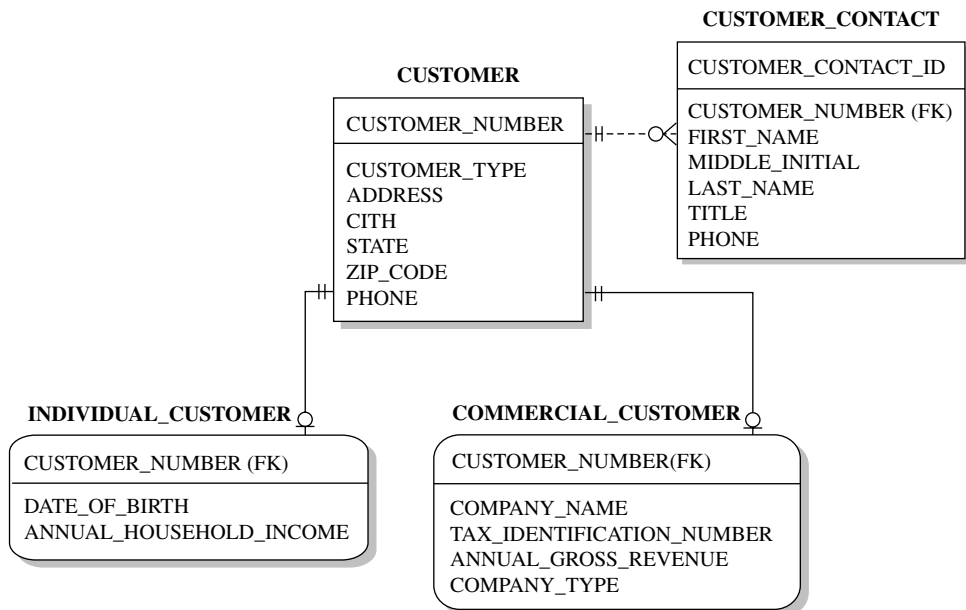 CUSTOMER_CONTACT
CUSTOMER_CONTACT_ID
CUSTOMER_NUMBER (FK)
FIRST_NAME
MIDDLE_INITIAL
LAST_NAME
TITLE
PHONE
CUSTOMER
CUSTOMER_NUMBER
CUSTOMER_TYPE
ADDRESS
CITH
STATE
ZIP_CODE
PHONE
INDIVIDUAL_CUSTOMER
CUSTOMER_NUMBER (FK)
DATE_OF_BIRTH
ANNUAL_HOUSEHOLD_INCOME
COMMERCIAL_CUSTOMER
CUSTOMER_NUMBER(FK)
COMPANY_NAME
TAX_IDENTIFICATION_NUMBER
ANNUAL_GROSS_REVENUE
COMPANY_TYPE